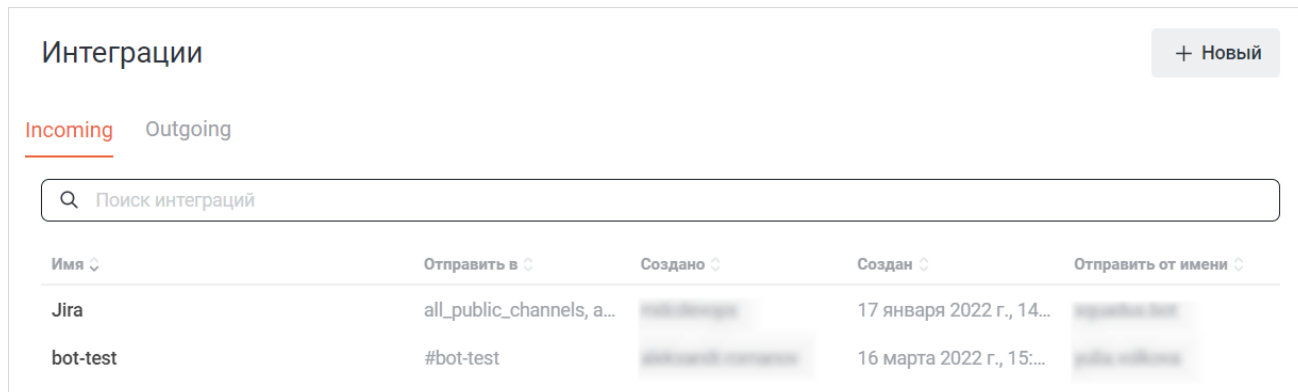 Интеграции
+ Новый
Incoming Outgoing
Поиск интеграций
Имя Отправить в Создано Создан Отправить от имени
Jira all_public_channels, a... 17 января 2022 г., 14...
bot-test #bot-test 16 марта 2022 г., 15:...